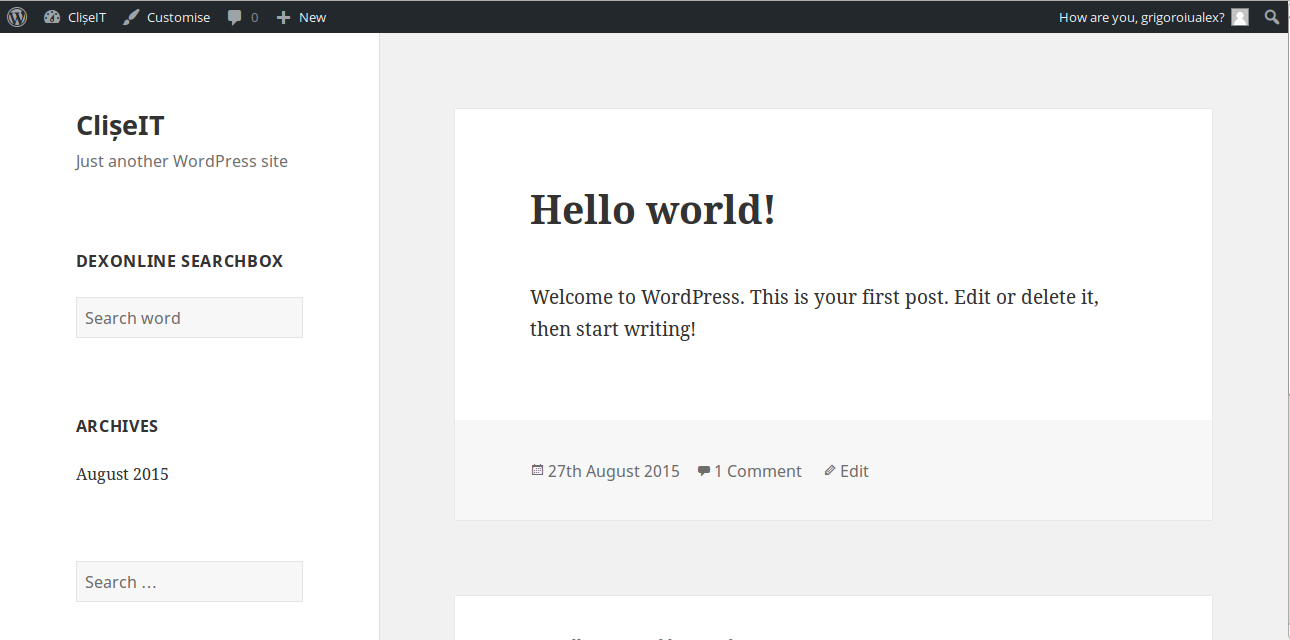 ClișeIT Customise 0 New How are you, grigoroiualex?
ClișeIT
Just another WordPress site
DEXONLINE SEARCHBOX
Search word
ARCHIVES
August 2015
Search …
Hello world!
Welcome to WordPress. This is your first post. Edit or delete it,
then start writing!
27th August 2015 1 Comment Edit